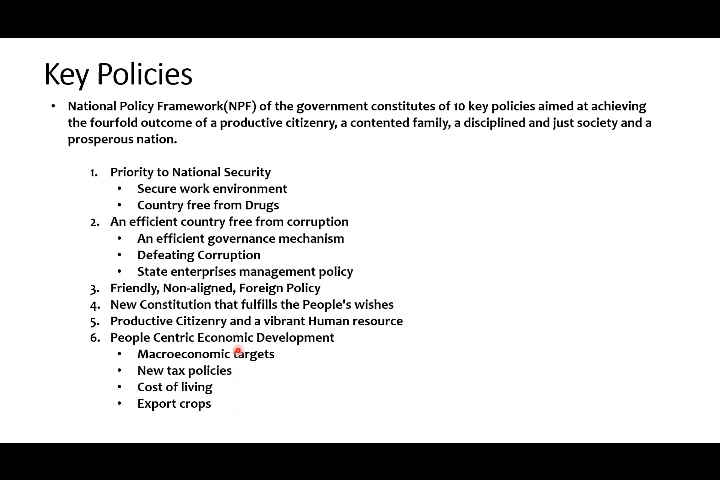 Key Policies
• National Policy Framework(NPF) of the government constitutes of 10 key policies aimed at achieving
the fourfold outcome of a productive citizenry, a contented family, a disciplined and just society and a
prosperous nation.
1. Priority to National Security
• Secure work environment
• Country free from Drugs
2. An efficient country free from corruption
• An efficient governance mechanism
• Defeating Corruption
• State enterprises management policy
3. Friendly, Non-aligned, Foreign Policy
4. New Constitution that fulfills the People's wishes
5. Productive Citizenry and a vibrant Human resource
6. People Centric Economic Development
• Macroeconomic targets
• New tax policies
• Cost of living
• Export crops